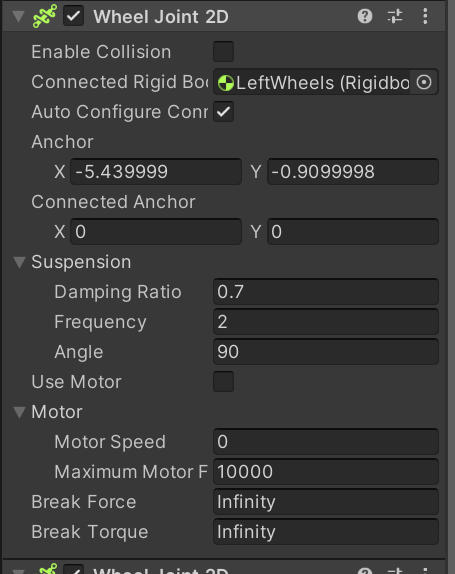 Wheel Joint 2D
Enable Collision
Connected Rigid Bo LeftWheels (Rigidbo
Auto Configure Conr
Anchor
X -5.439999 Y -0.9099998
Connected Anchor
X 0 Y 0
Suspension
Damping Ratio 0.7
Frequency 2
Angle 90
Use Motor
Motor
Motor Speed 0
Maximum Motor F 10000
Break Force Infinity
Break Torque Infinity
Wheel Joint 2D